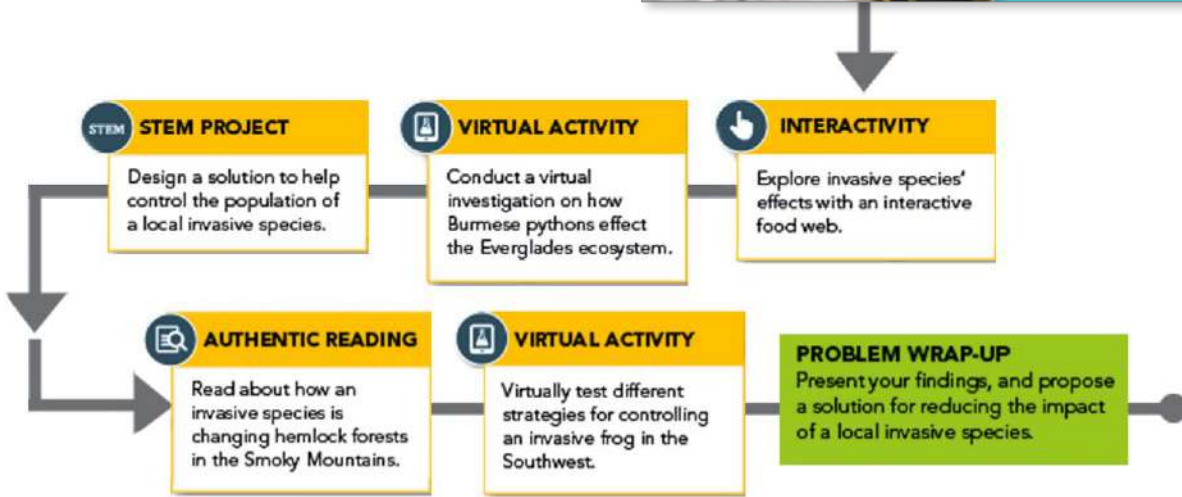 INTERACTIVITY
Explore invasive species'
effects with an interactive
food web.
VIRTUAL ACTIVITY
Conduct a virtual
investigation on how
Burmese pythons effect
the Everglades ecosystem.
STEM
STEM PROJECT
Design a solution to help
control the population of
a local invasive species.
AUTHENTIC READING
Read about how an
invasive species is
changing hemlock forests
in the Smoky Mountains.
VIRTUAL ACTIVITY
Virtually test different
strategies for controlling
an invasive frog in the
Southwest.
PROBLEM WRAP-UP
Present your findings, and propose
a solution for reducing the impact
of a local invasive species.